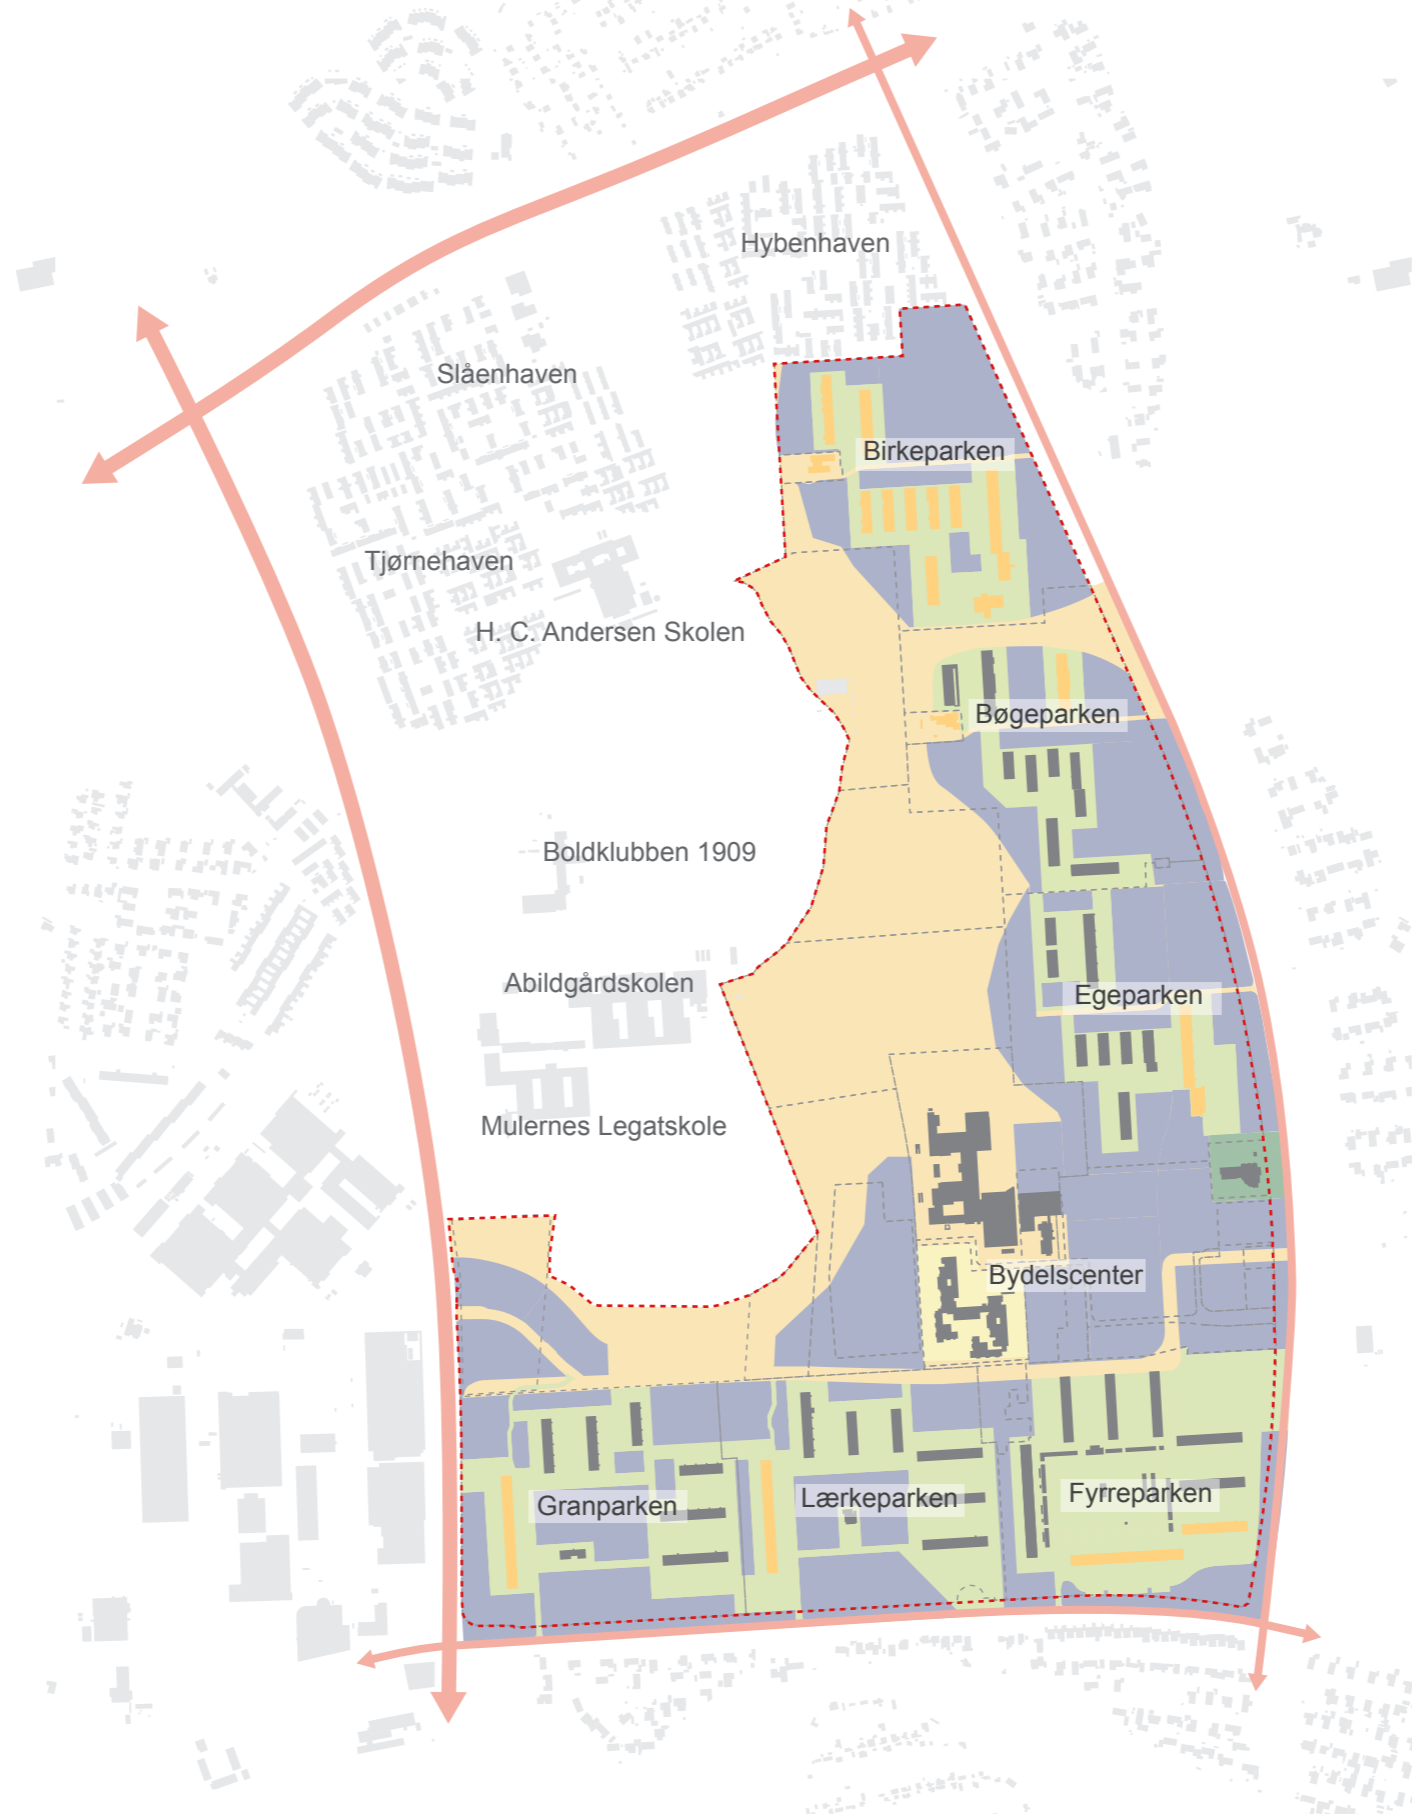 Hybenhaven
Slåenhaven
Birkeparken
Tjørnehaven
H. C. Andersen Skolen
Bøgeparken
Boldklubben 1909
Abildgårdskolen
Egeparken
Mulernes Legatskole
Bydelscenter
Granparken
Lærkeparken
Fyrreparken